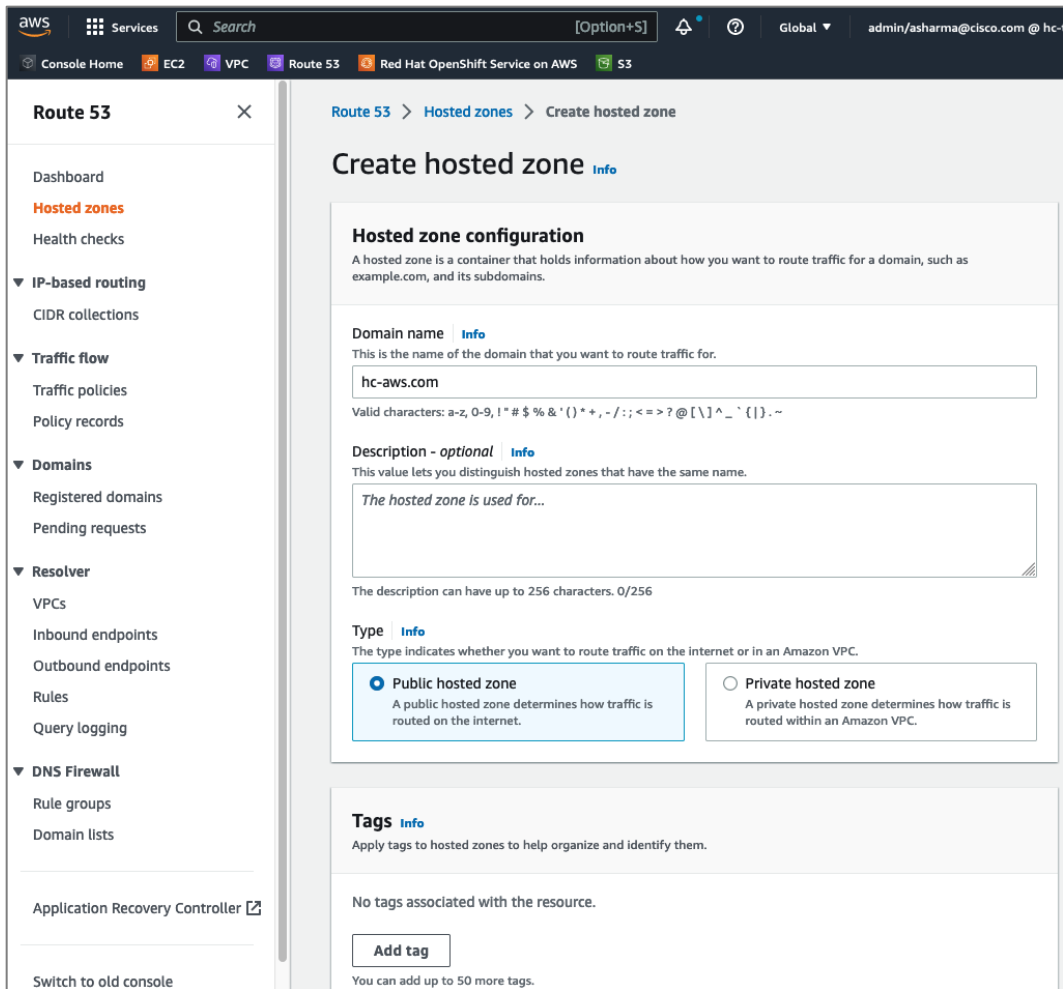 aws Services Search [Option+S] Global ▼ admin/asharma@cisco.com @ hc-
Console Home EC2 VPC Route 53 Red Hat OpenShift Service on AWS S3
Route 53
Dashboard
Hosted zones
Health checks
▼ IP-based routing
CIDR collections
▼ Traffic flow
Traffic policies
Policy records
▼ Domains
Registered domains
Pending requests
▼ Resolver
VPCs
Inbound endpoints
Outbound endpoints
Rules
Query logging
▼ DNS Firewall
Rule groups
Domain lists
Application Recovery Controller
Switch to old console
Route 53 > Hosted zones > Create hosted zone
Create hosted zone Info
Hosted zone configuration
A hosted zone is a container that holds information about how you want to route traffic for a domain, such as
example.com, and its subdomains.
Domain name Info
This is the name of the domain that you want to route traffic for.
hc-aws.com
Valid characters: a-z, 0-9, ! " # $ % & ' ( ) * + , - / : ; < = > ? @ [ \ ] ^ _ ` { | } . ~
Description - optional Info
This value lets you distinguish hosted zones that have the same name.
The hosted zone is used for...
The description can have up to 256 characters. 0/256
Type Info
The type indicates whether you want to route traffic on the internet or in an Amazon VPC.
Public hosted zone
A public hosted zone determines how traffic is
routed on the internet.
Private hosted zone
A private hosted zone determines how traffic is
routed within an Amazon VPC.
Tags Info
Apply tags to hosted zones to help organize and identify them.
No tags associated with the resource.
Add tag
You can add up to 50 more tags.